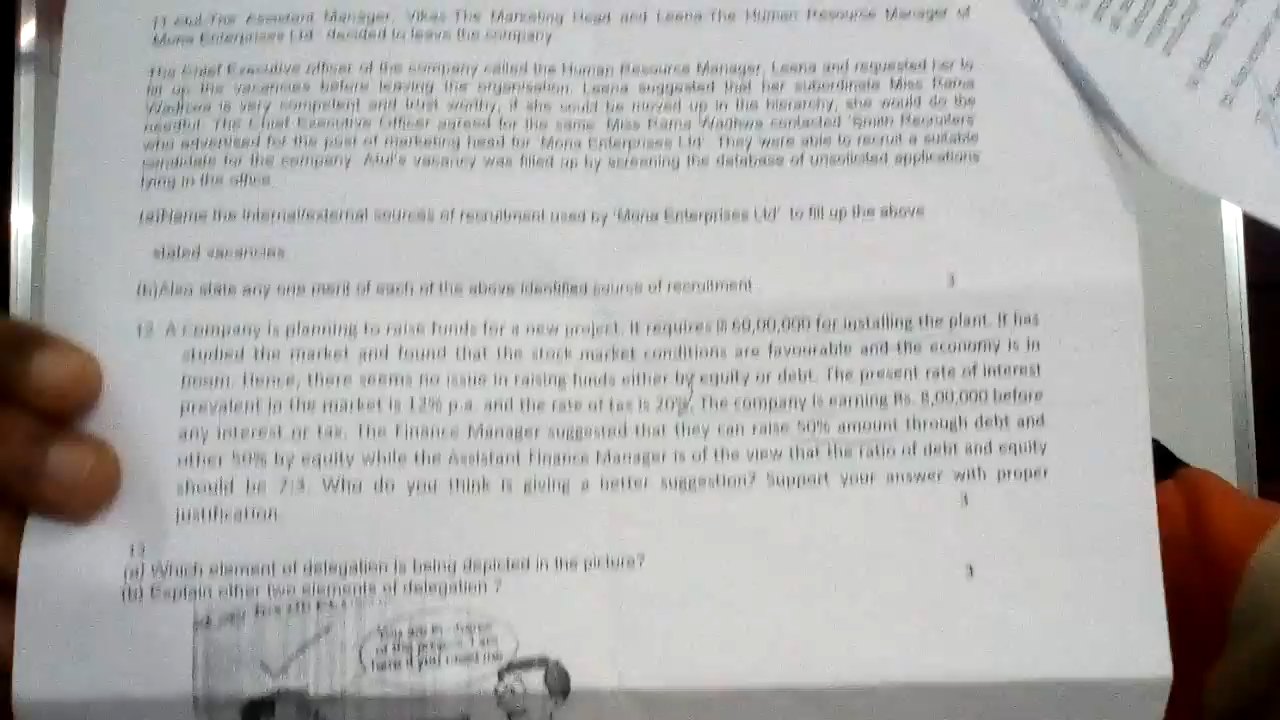 11 Atul The Assistant Manager, Vikas The Marketing Head and Leena The Human Resource Manager of
Mona Enterprises Ltd decided to leave the company
The Chief Executive officer of the company called the Human Resource Manager, Leena and requested her to
fill up the vacancies before leaving the organisation. Leena suggested that her subordinate Miss Rama
Wadhwa is very competent and trust worthy, if she could be moved up in the hierarchy, she would do the
needful. The Chief Executive Officer agreed for the same. Miss Rama Wadhwa contacted 'Smith Recruiters'
who advertised for the post of marketing head for 'Mona Enterprises Ltd'. They were able to recruit a suitable
candidate for the company. Atul's vacancy was filled up by screening the database of unsolicited applications
lying in the office.
(a)Name the internal/external sources of recruitment used by 'Mona Enterprises Ltd' to fill up the above
stated vacancies
(b)Also state any one merit of each of the above identified source of recruitment 3
12. A company is planning to raise funds for a new project. It requires 60,00,000 for installing the plant. It has
studied the market and found that the stock market conditions are favourable and the economy is in
boom. Hence, there seems no issue in raising funds either by equity or debt. The present rate of interest
prevalent in the market is 12% p.a. and the rate of tax is 20%. The company is earning Rs. 8,00,000 before
any interest or tax. The Finance Manager suggested that they can raise 50% amount through debt and
other 50% by equity while the Assistant Finance Manager is of the view that the ratio of debt and equity
should be 7:3. Who do you think is giving a better suggestion? Support your answer with proper
justification 3
13
(a) Which element of delegation is being depicted in the picture?
(b) Explain other two elements of delegation ? 3
You are in
of the
here if you need me